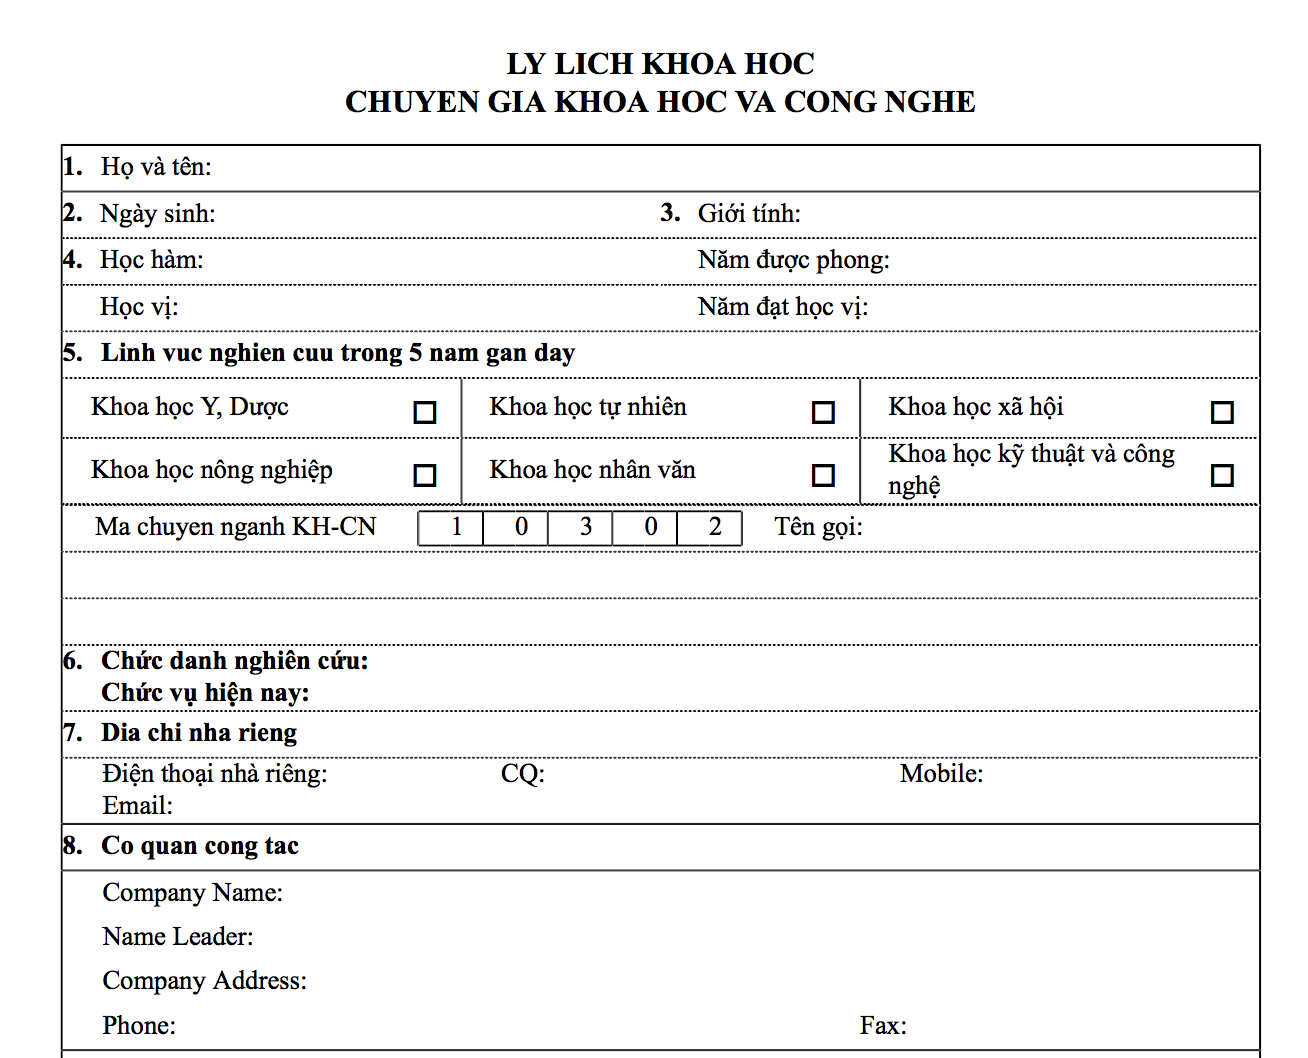 LY LICH KHOA HOC
CHUYEN GIA KHOA HOC VA CONG NGHE
1. Họ và tên:
2. Ngày sinh: 3. Giới tính:
4. Học hàm: Năm được phong:
Học vị: Năm đạt học vị:
5. Linh vuc nghien cuu trong 5 nam gan day
Khoa học Y, Dược Khoa học tự nhiên Khoa học xã hội
Khoa học nông nghiệp Khoa học nhân văn Khoa học kỹ thuật và công
nghệ
Ma chuyen nganh KH-CN 1 0 3 0 2 Tên gọi:
6. Chức danh nghiên cứu:
Chức vụ hiện nay:
7. Dia chi nha rieng
Điện thoại nhà riêng: CQ: Mobile:
Email:
8. Co quan cong tac
Company Name:
Name Leader:
Company Address:
Phone: Fax: